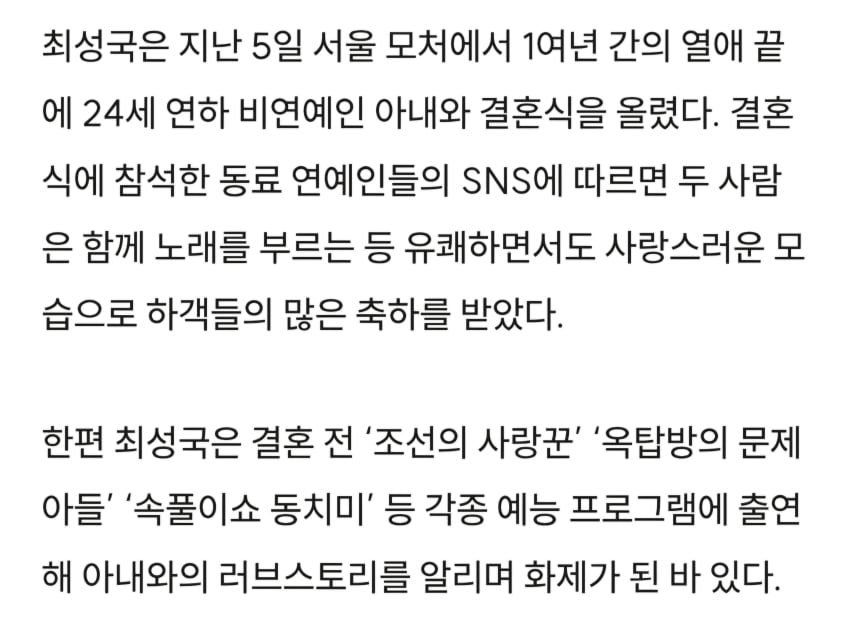 최성국은 지난 5일 서울 모처에서 1여년 간의 열애 끝
에 24세 연하 비연예인 아내와 결혼식을 올렸다. 결혼
식에 참석한 동료 연예인들의 SNS에 따르면 두 사람
은 함께 노래를 부르는 등 유쾌하면서도 사랑스러운 모
습으로 하객들의 많은 축하를 받았다.
한편 최성국은 결혼 전 ‘조선의 사랑꾼’ ‘옥탑방의 문제
아들’ ‘속풀이쇼 동치미’ 등 각종 예능 프로그램에 출연
해 아내와의 러브스토리를 알리며 화제가 된 바 있다.